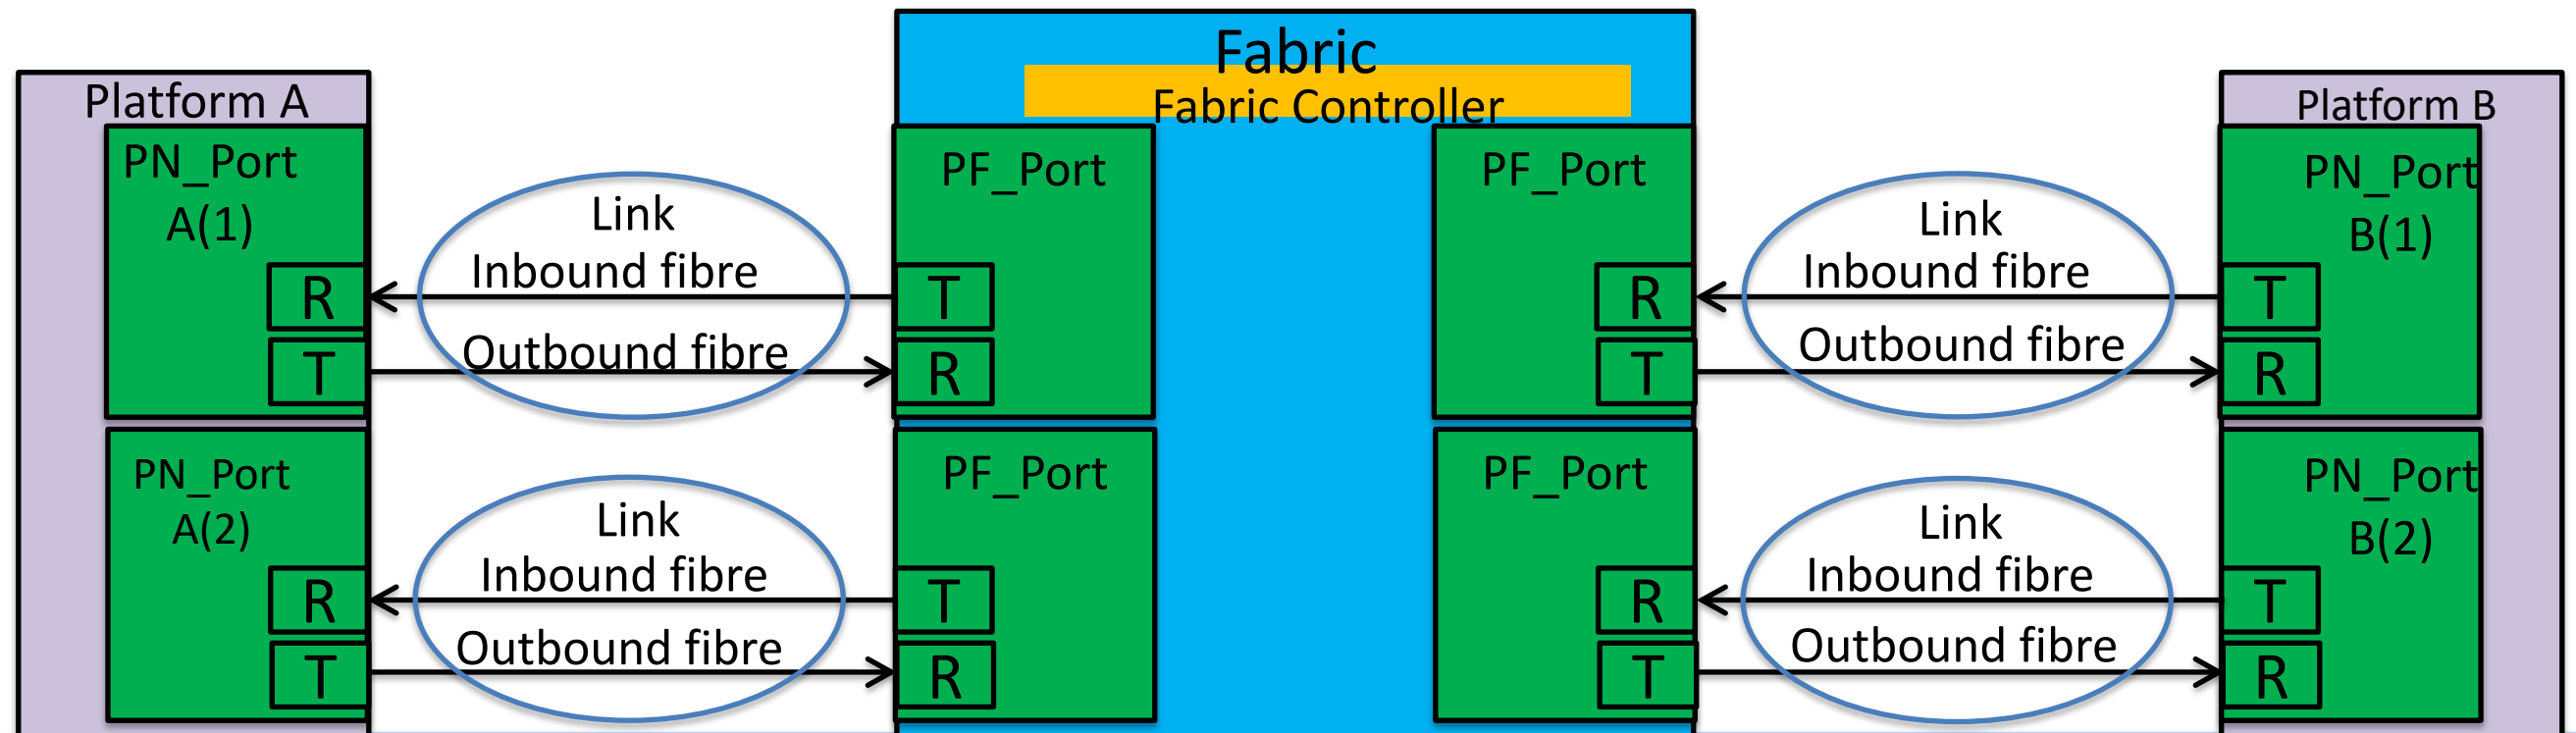 Fabric
Fabric Controller
Platform A
PN_Port
A(1)
R
T
Link
Inbound fibre
Outbound fibre
PF_Port
T
R
PF_Port
R
T
Link
Inbound fibre
Outbound fibre
Platform B
PN_Port
B(1)
T
R
PN_Port
A(2)
R
T
Link
Inbound fibre
Outbound fibre
PF_Port
T
R
PF_Port
R
T
Link
Inbound fibre
Outbound fibre
PN_Port
B(2)
T
R